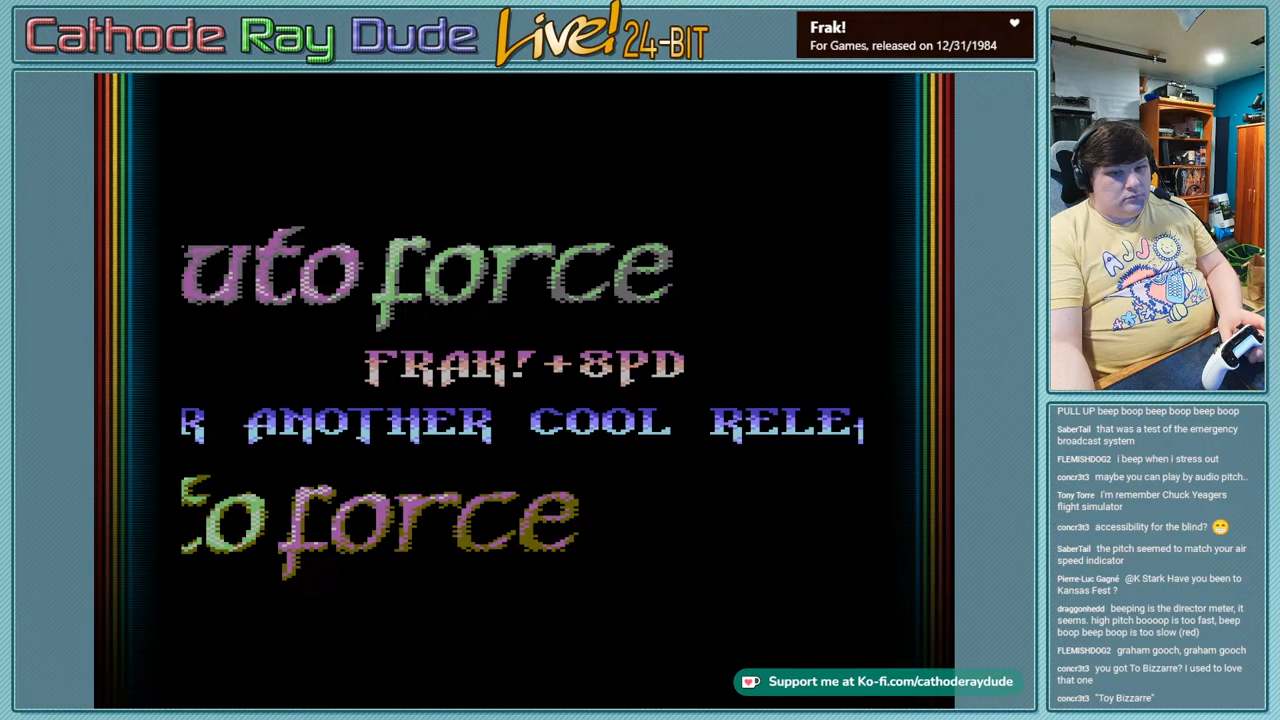 Cathode Ray Dude Live! 24-BIT
Frak!
For Games, released on 12/31/1984
uto force
FRAK!+8PD
R ANOTHER COOL RELE
to force
Support me at Ko-fi.com/cathoderaydude
AJJ
PULL UP beep boop beep boop beep boop
SaberTail that was a test of the emergency
broadcast system
FLEMISHDOG2 i beep when i stress out
concr3t3 maybe you can play by audio pitch..
Tony Torre I'm remember Chuck Yeagers
flight simulator
concr3t3 accessibility for the blind? 😁
SaberTail the pitch seemed to match your air
speed indicator
Pierre-Luc Gagné @K Stark Have you been to
Kansas Fest ?
draggonhedd beeping is the director meter, it
seems. high pitch boooop is too fast, beep
boop beep boop is too slow (red)
FLEMISHDOG2 graham gooch, graham gooch
concr3t3 you got To Bizzarre? I used to love
that one
concr3t3 "Toy Bizzarre"